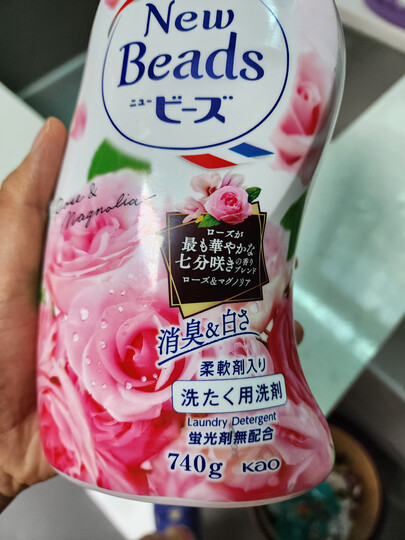 New
Beads
ニュー ビーズ
Rose &
Magnolia
ローズが
最も華やかな
七分咲きの香りブレンド
ローズ&マグノリア
消臭&白さ
柔軟剤入り
洗たく用洗剤
Laundry Detergent
蛍光剤無配合
740g Kao